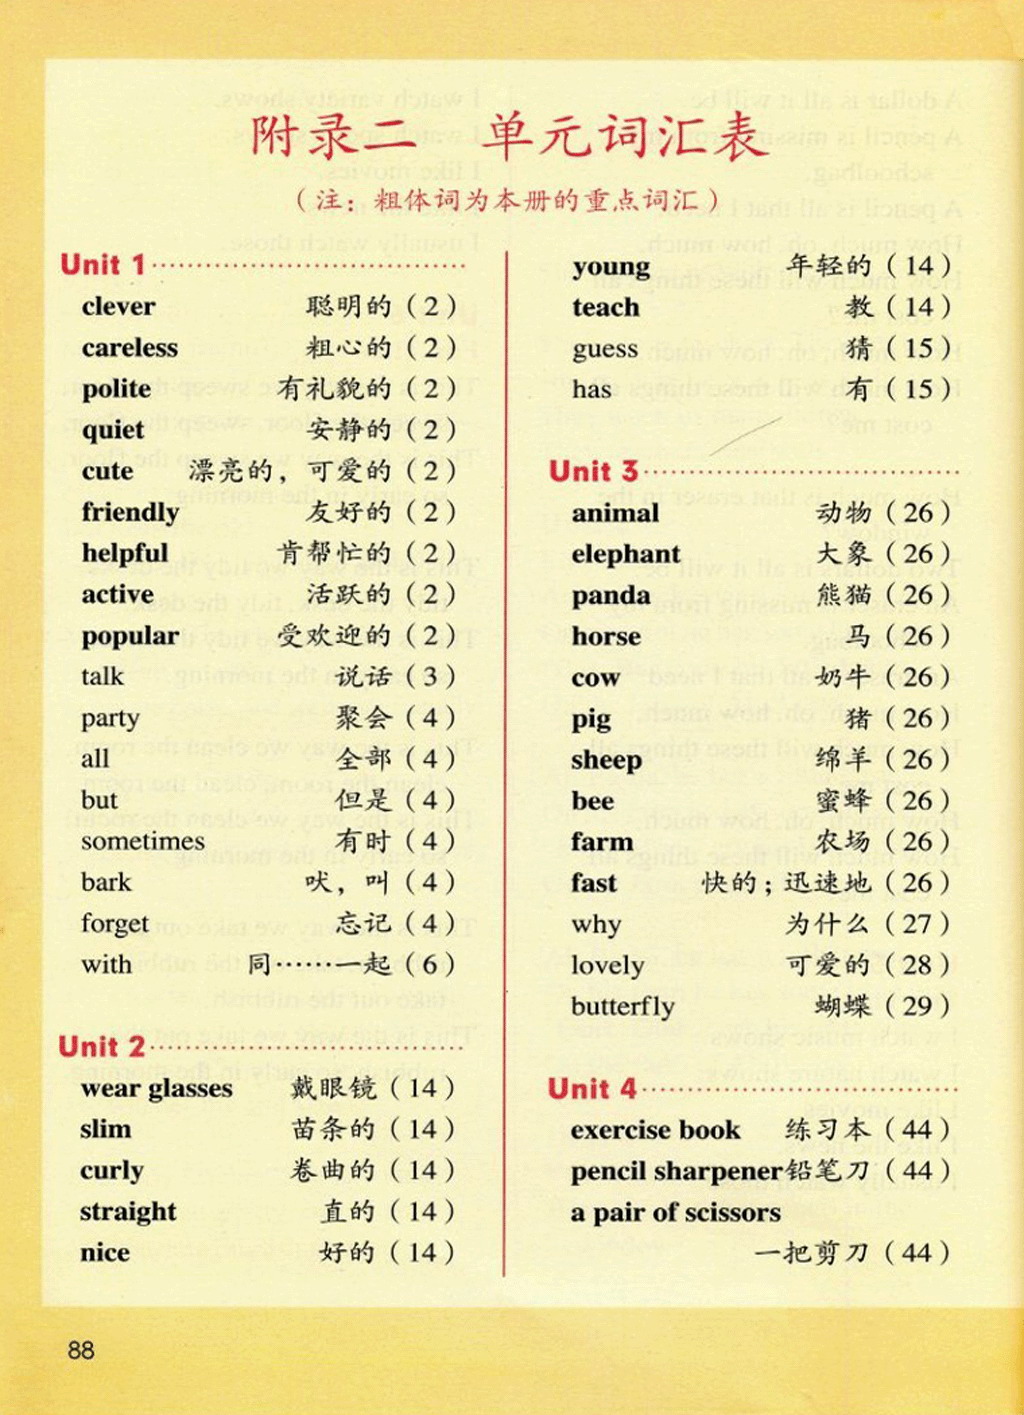 附录二 单元词汇表
（注：粗体词为本册的重点词汇）
Unit 1
clever 聪明的（2）
careless 粗心的（2）
polite 有礼貌的（2）
quiet 安静的（2）
cute 漂亮的，可爱的（2）
friendly 友好的（2）
helpful 肯帮忙的（2）
active 活跃的（2）
popular 受欢迎的（2）
talk 说话（3）
party 聚会（4）
all 全部（4）
but 但是（4）
sometimes 有时（4）
bark 吠，叫（4）
forget 忘记（4）
with 同……一起（6）
Unit 2
wear glasses 戴眼镜（14）
slim 苗条的（14）
curly 卷曲的（14）
straight 直的（14）
nice 好的（14）
young 年轻的（14）
teach 教（14）
guess 猜（15）
has 有（15）
Unit 3
animal 动物（26）
elephant 大象（26）
panda 熊猫（26）
horse 马（26）
cow 奶牛（26）
pig 猪（26）
sheep 绵羊（26）
bee 蜜蜂（26）
farm 农场（26）
fast 快的；迅速地（26）
why 为什么（27）
lovely 可爱的（28）
butterfly 蝴蝶（29）
Unit 4
exercise book 练习本（44）
pencil sharpener 铅笔刀（44）
a pair of scissors
一把剪刀（44）
88